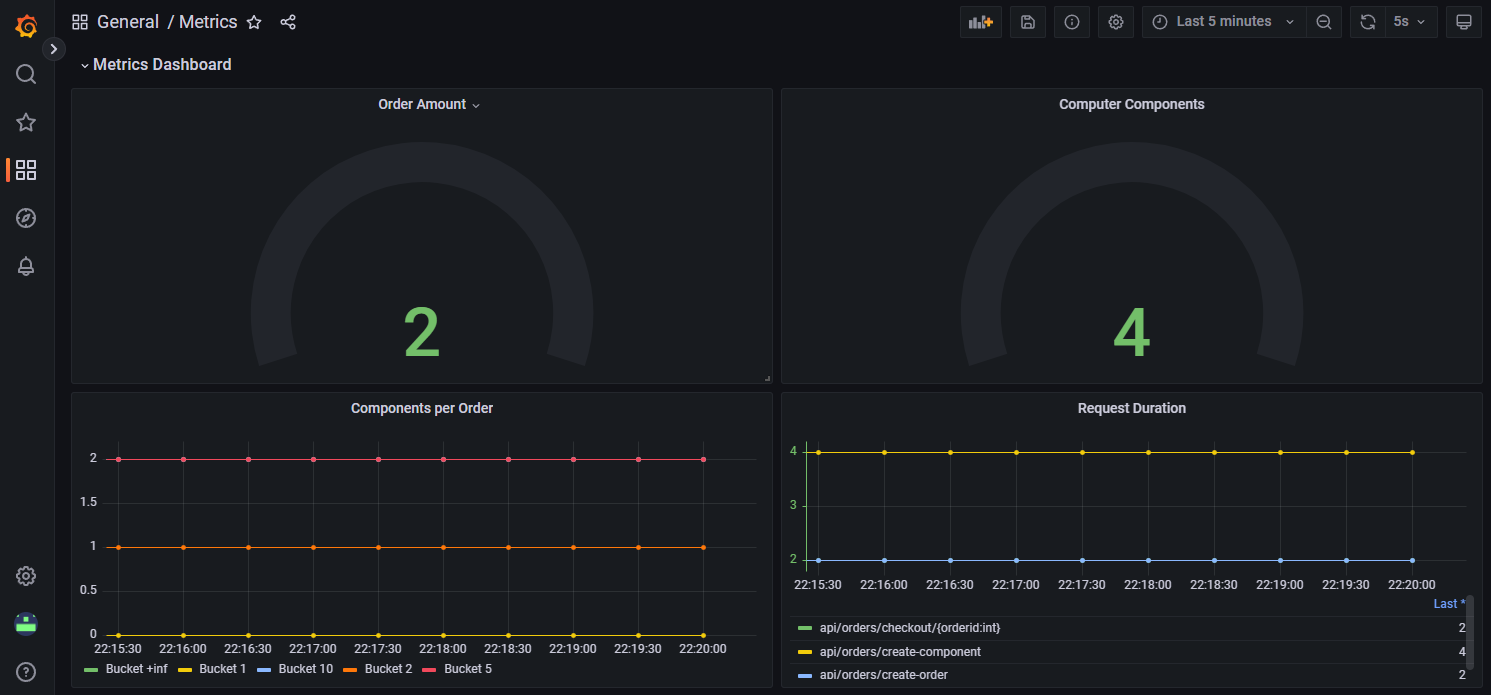 General / Metrics
Last 5 minutes
5s
Metrics Dashboard
Order Amount
2
Computer Components
4
Components per Order
2
1.5
1
0.5
0
22:15:30 22:16:00 22:16:30 22:17:00 22:17:30 22:18:00 22:18:30 22:19:00 22:19:30 22:20:00
Bucket +inf Bucket 1 Bucket 10 Bucket 2 Bucket 5
Request Duration
4
3
2
22:15:30 22:16:00 22:16:30 22:17:00 22:17:30 22:18:00 22:18:30 22:19:00 22:19:30 22:20:00
Last *
api/orders/checkout/{orderid:int} 2
api/orders/create-component 4
api/orders/create-order 2